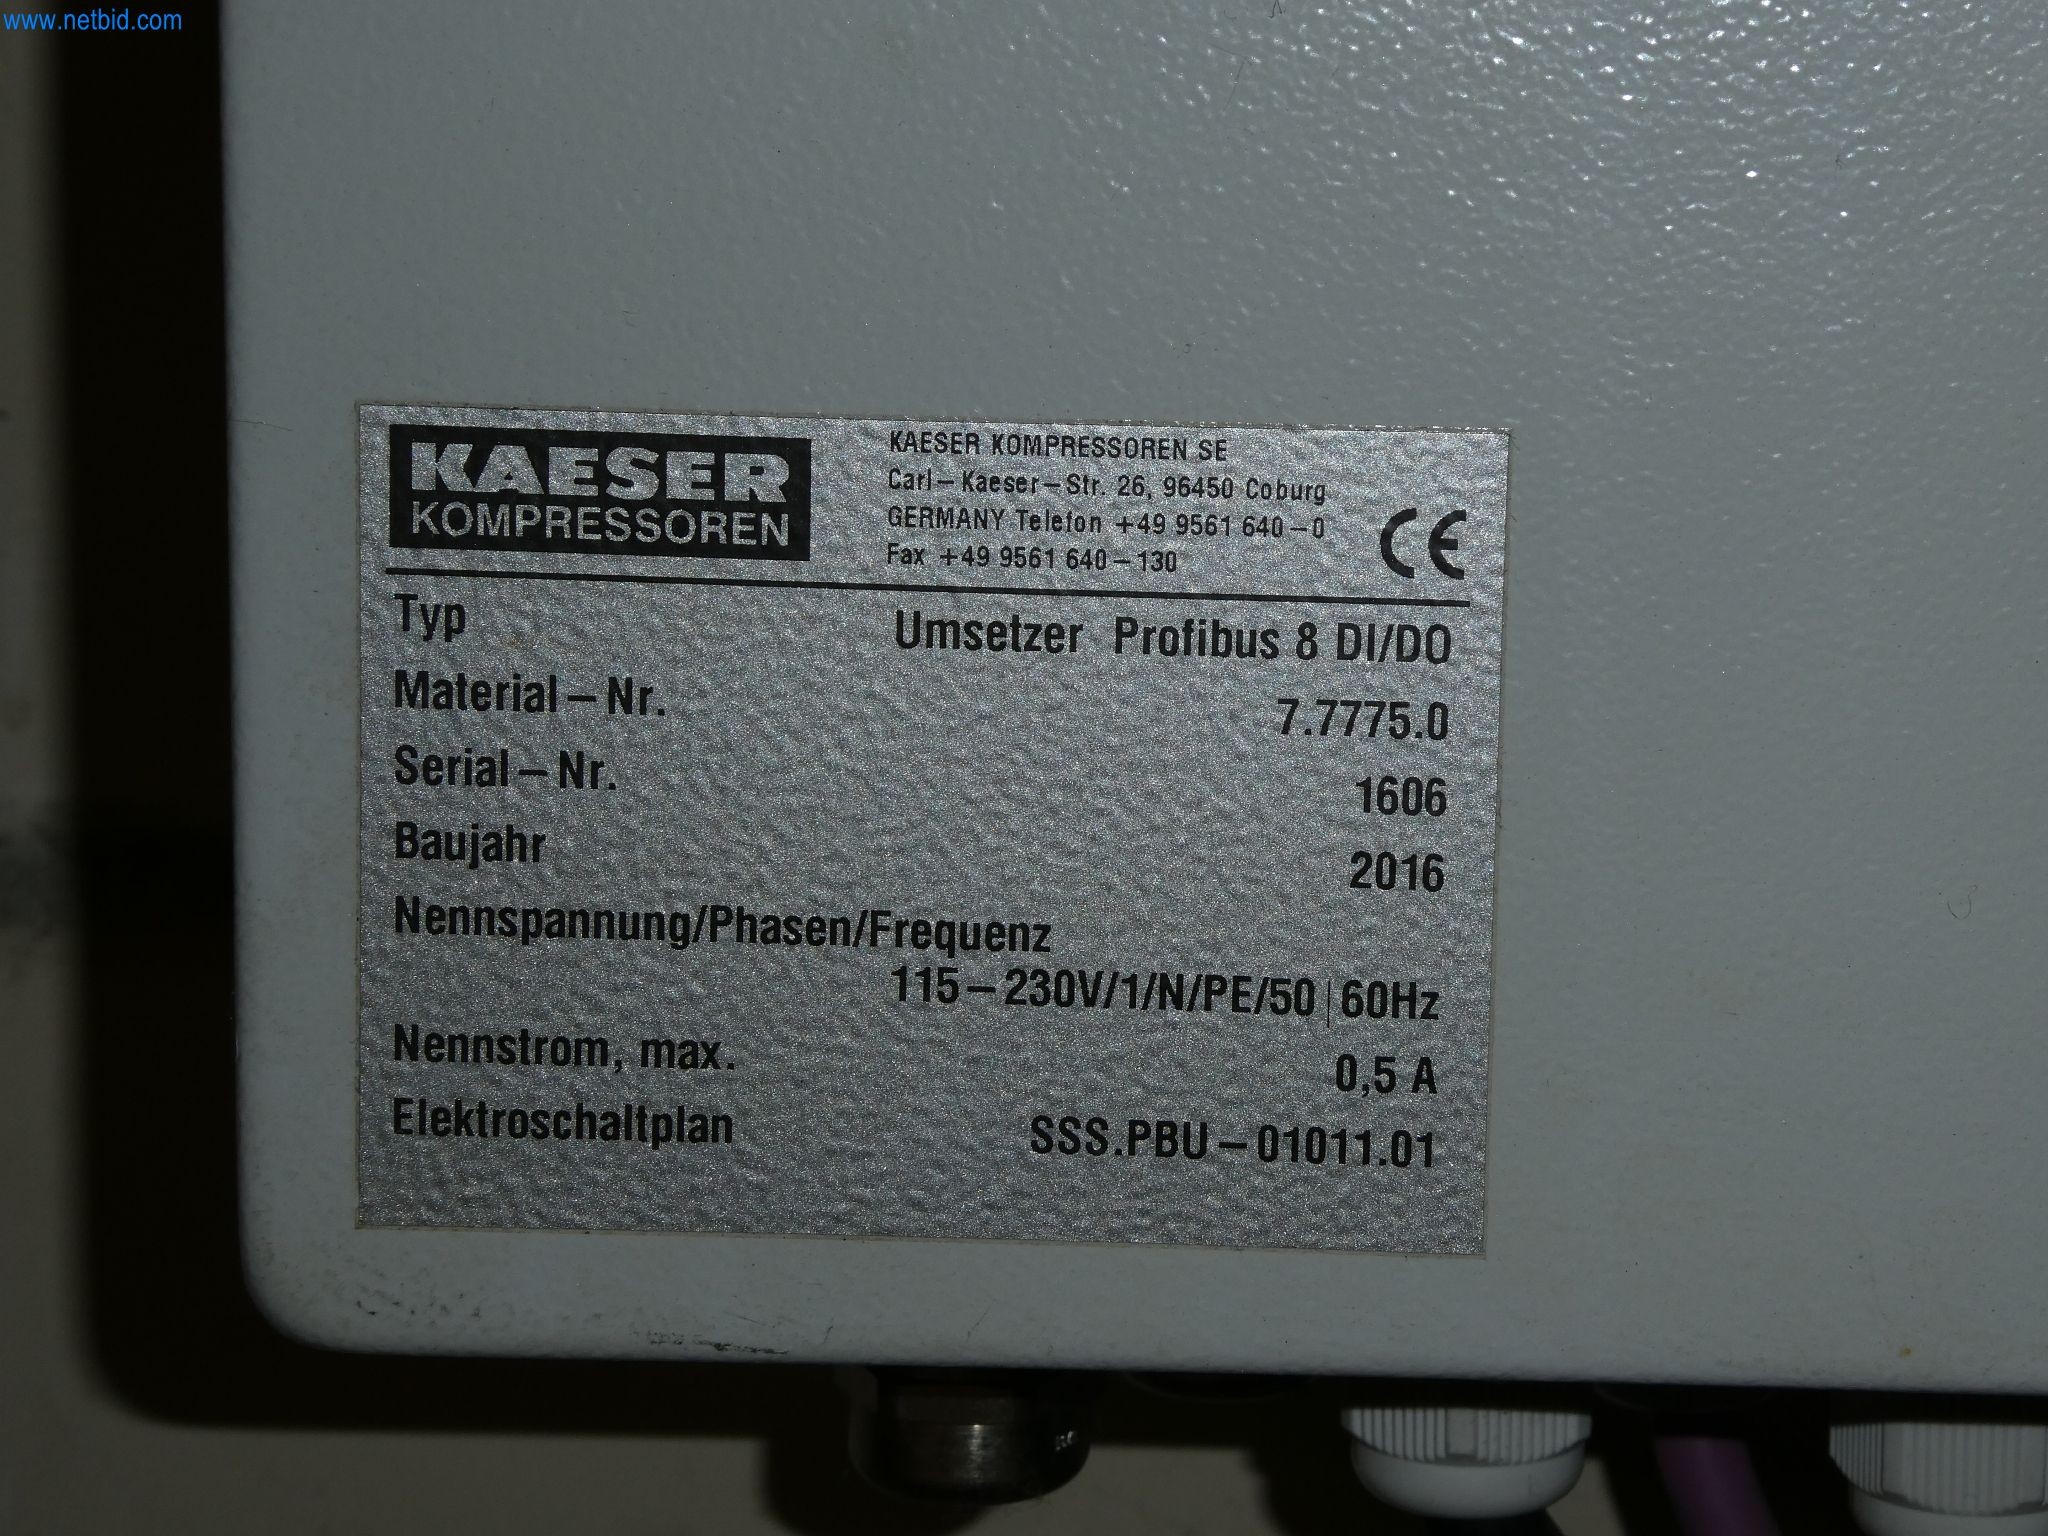 www.netbid.com
KAESER
KOMPRESSOREN
KAESER KOMPRESSOREN SE
Carl-Kaeser-Str. 26, 96450 Coburg
GERMANY Telefon +49 9561 640-0
Fax +49 9561 640-130
CE
Typ Umsetzer Profibus 8 DI/DO
Material-Nr. 7.7775.0
Serial-Nr. 1606
Baujahr 2016
Nennspannung/Phasen/Frequenz
115-230V/1/N/PE/50|60Hz
Nennstrom, max. 0,5 A
Elektroschaltplan SSS.PBU-01011.01